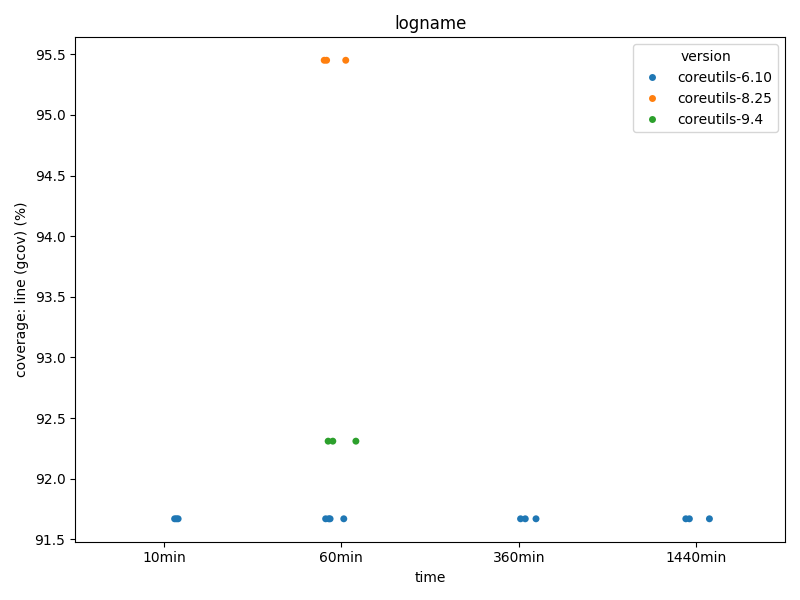 logname
95.5
95.0
94.5
94.0
93.5
93.0
92.5
92.0
91.5
coverage: line (gcov) (%)
version
coreutils-6.10
coreutils-8.25
coreutils-9.4
10min
60min
360min
1440min
time